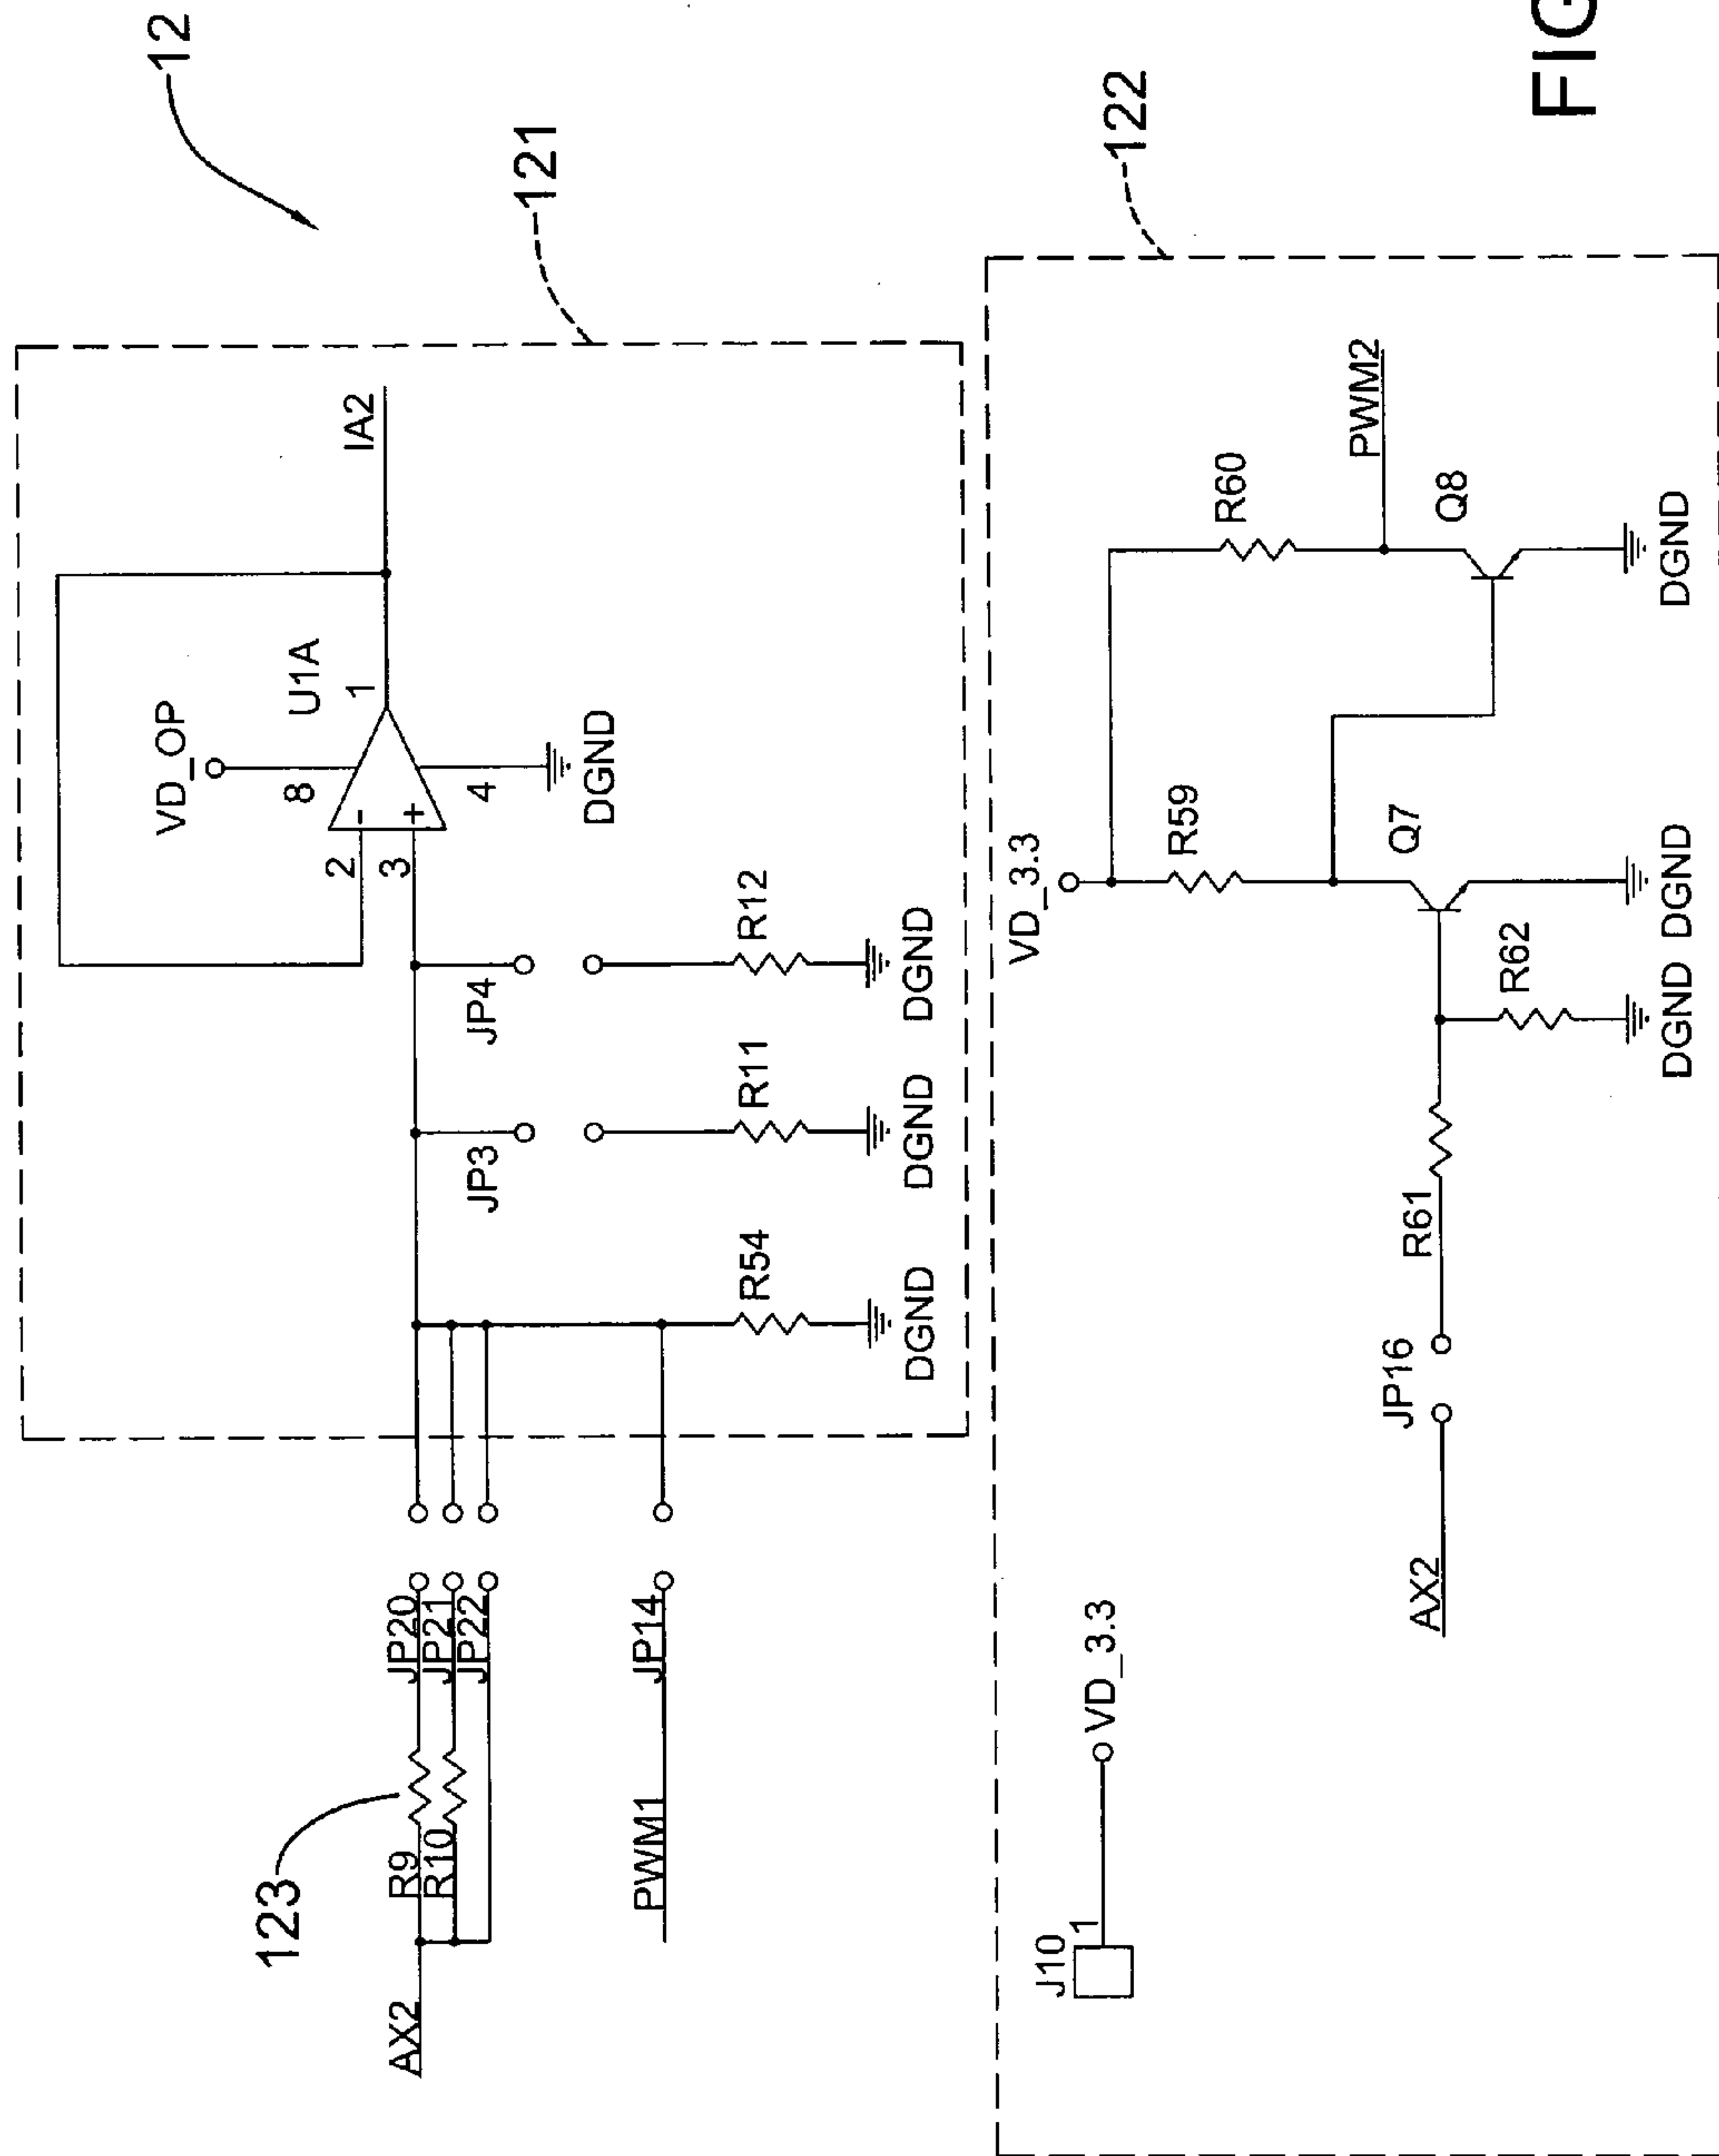 12
121
IA2
VD_OP
U1A
8
1
2
-
3
+
4
DGND
JP3
JP4
R54
R11
R12
DGND
DGND
DGND
123
AX2
R9
JP20
R10
JP21
JP22
PWM1
JP14
122
J10
1
VD_3.3
VD_3.3
R59
R60
PWM2
Q7
Q8
AX2
JP16
R61
R62
DGND
DGND
DGND
FIG